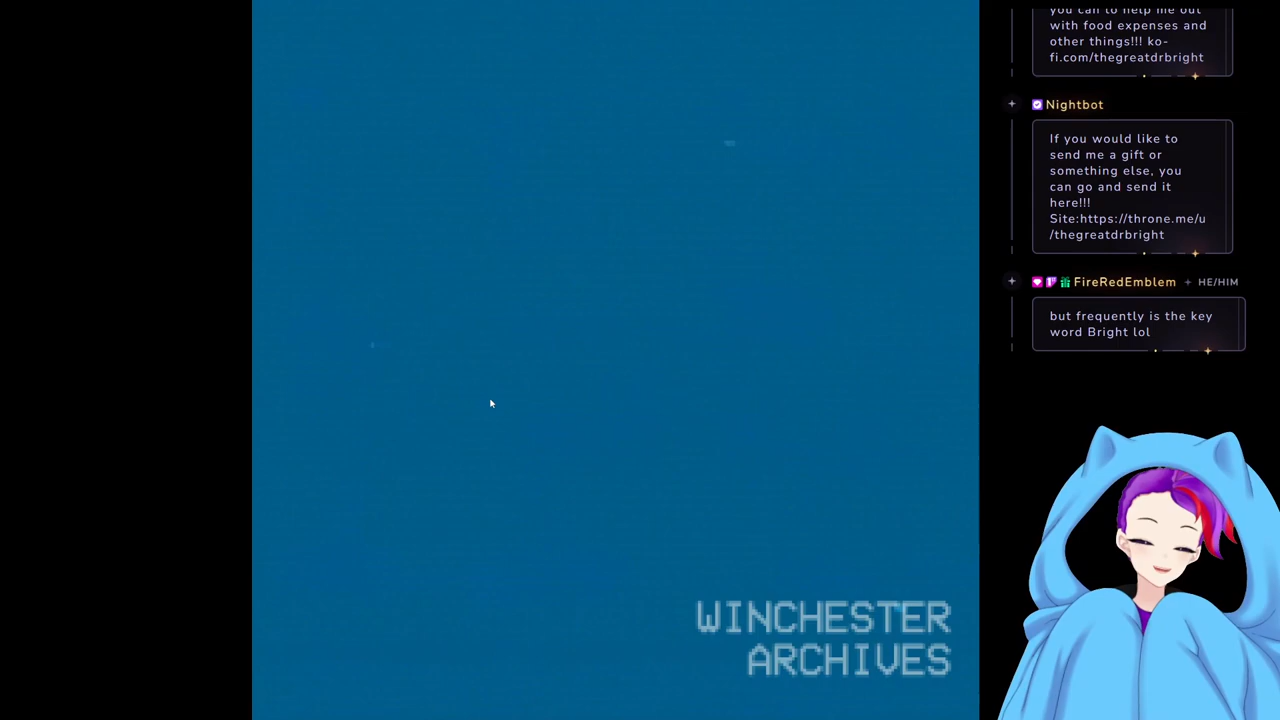 WINCHESTER
ARCHIVES
you can to help me out
with food expenses and
other things!!! ko-
fi.com/thegreatdrbright
Nightbot
If you would like to
send me a gift or
something else, you
can go and send it
here!!!
Site:https://throne.me/u
/thegreatdrbright
FireRedEmblem HE/HIM
but frequently is the key
word Bright lol